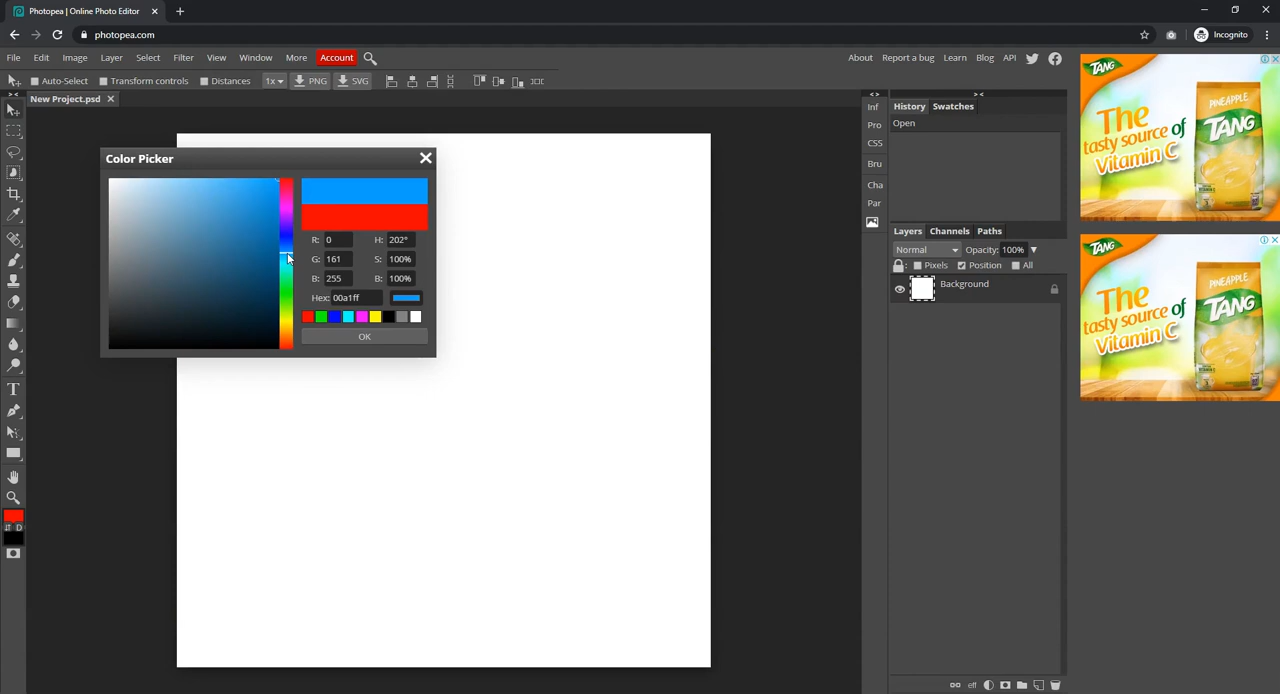 Photopea | Online Photo Editor
photopea.com
Incognito
File Edit Image Layer Select Filter View Window More Account
About Report a bug Learn Blog API
Auto-Select Transform controls Distances 1x PNG SVG
New Project.psd
Color Picker
R: 0 H: 202°
G: 161 S: 100%
B: 255 B: 100%
Hex: 00a1ff
OK
T
D
< >
> <
> <
Inf
Pro
CSS
Bru
Cha
Par
History Swatches
Open
Layers Channels Paths
Normal Opacity: 100%
Pixels Position All
Background
eff
TANG
The
tasty source of
Vitamin C
PINEAPPLE
TANG
TANG
The
tasty source of
Vitamin C
PINEAPPLE
TANG